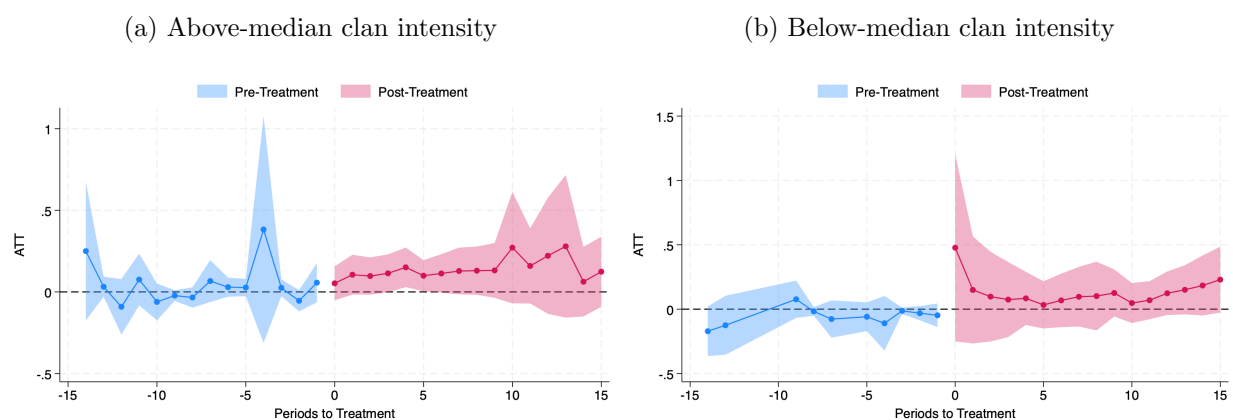 (a) Above-median clan intensity
Pre-Treatment Post-Treatment
1
.5
0
-.5
ATT
-15 -10 -5 0 5 10 15
Periods to Treatment
(b) Below-median clan intensity
Pre-Treatment Post-Treatment
1.5
1
.5
0
-.5
ATT
-15 -10 -5 0 5 10 15
Periods to Treatment